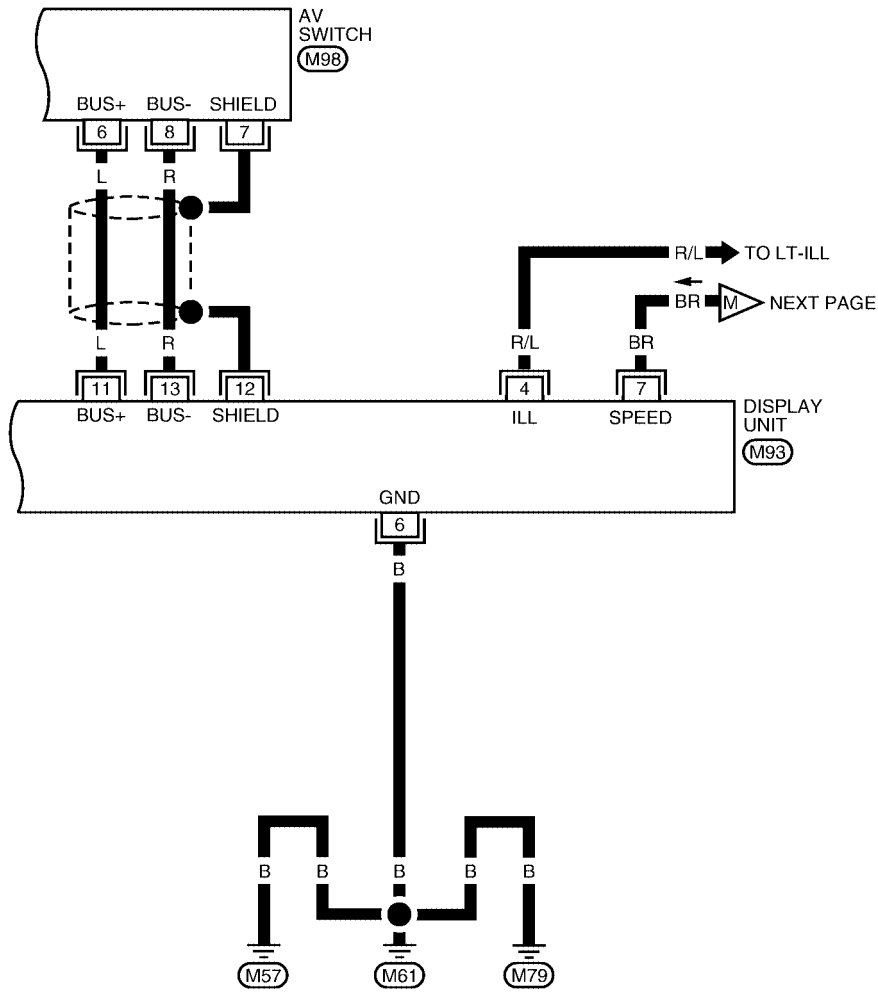 AV
SWITCH
M98
BUS+ BUS- SHIELD
6 8 7
L R
R/L TO LT-ILL
BR M NEXT PAGE
L R R/L BR
11 13 12 4 7
BUS+ BUS- SHIELD ILL SPEED
DISPLAY
UNIT
M93
GND
6
B
B B B B B
M57 M61 M79